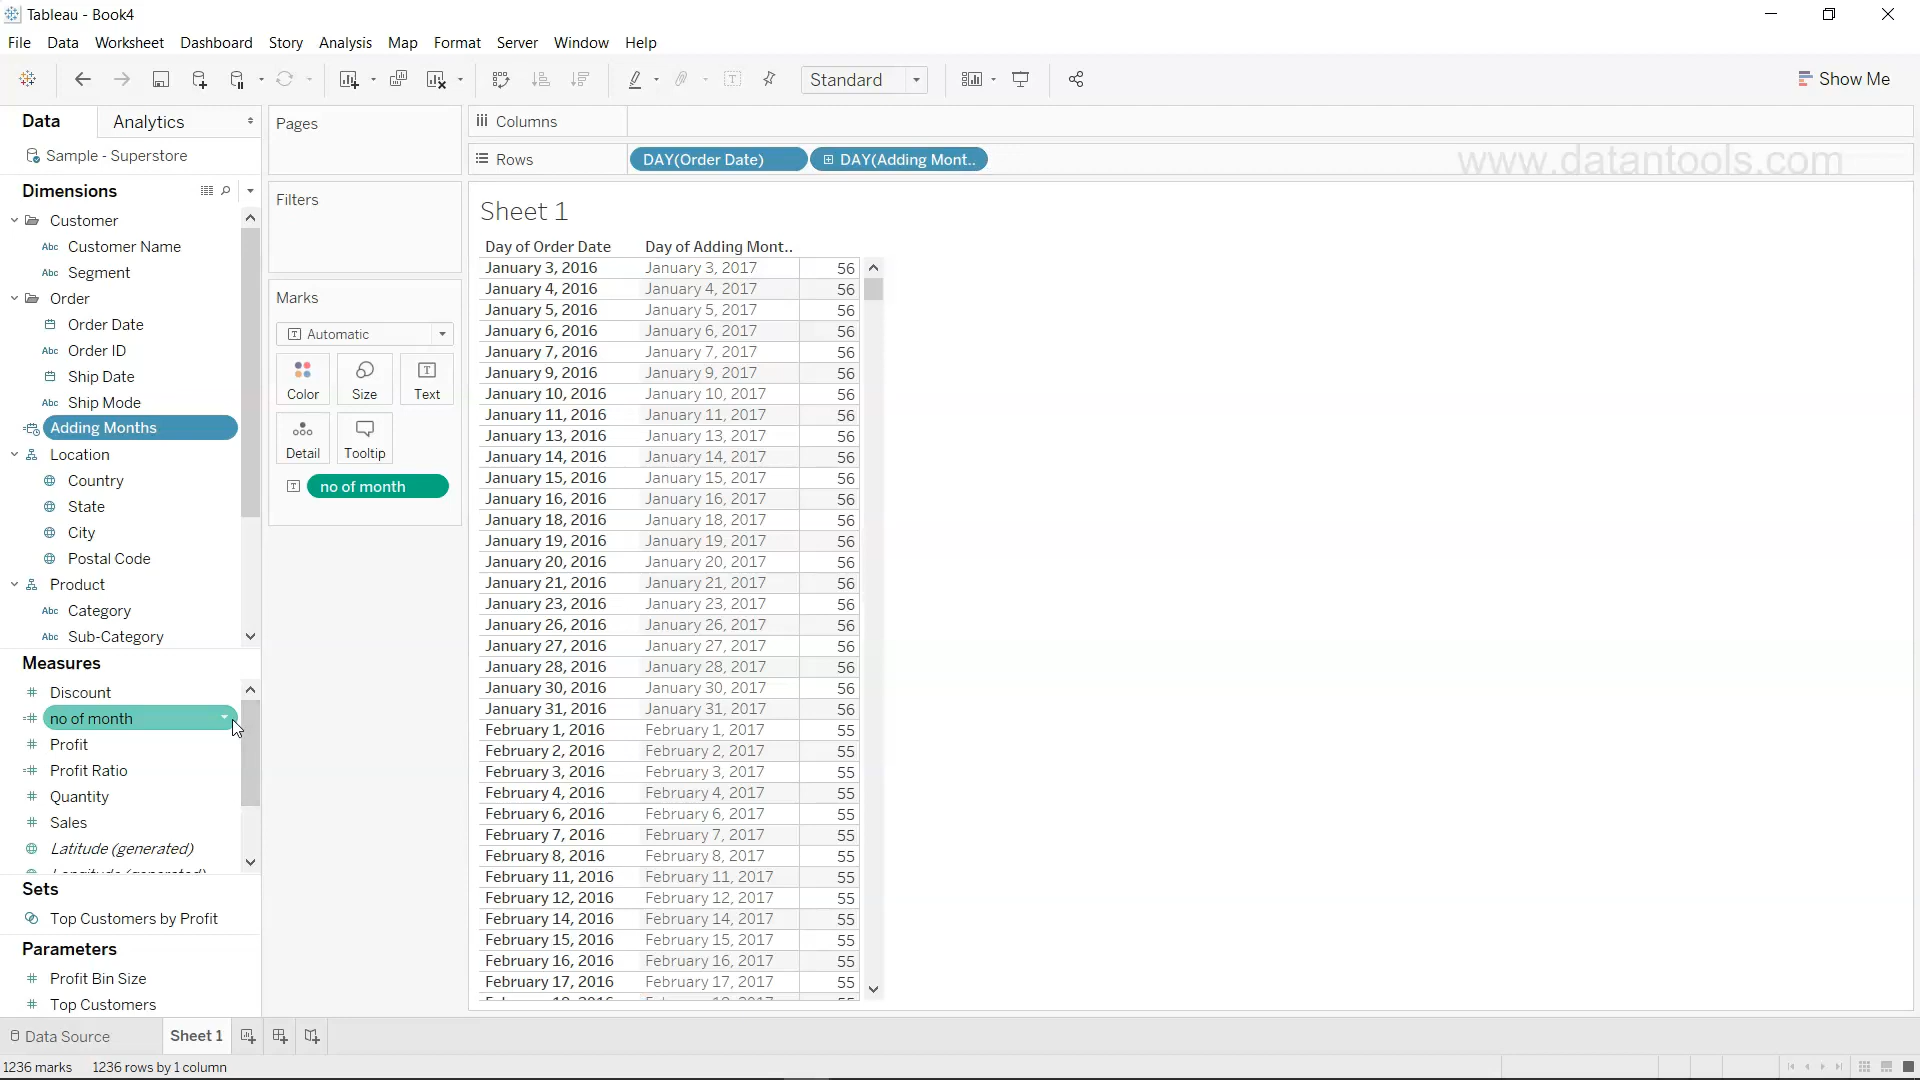 Tableau - Book4
File Data Worksheet Dashboard Story Analysis Map Format Server Window Help
Standard
Show Me
Data Analytics
Sample - Superstore
Dimensions
Customer
Abc Customer Name
Abc Segment
Order
Order Date
Abc Order ID
Ship Date
Abc Ship Mode
Adding Months
Location
Country
State
City
Postal Code
Product
Abc Category
Abc Sub-Category
Measures
Discount
no of month
Profit
Profit Ratio
Quantity
Sales
Latitude (generated)
Longitude (generated)
Sets
Top Customers by Profit
Parameters
Profit Bin Size
Top Customers
Pages
Filters
Marks
Automatic
Color Size Text
Detail Tooltip
no of month
Columns
Rows DAY(Order Date) DAY(Adding Mont..
www.datantools.com
Sheet 1
Day of Order Date Day of Adding Mont..
January 3, 2016 January 3, 2017 56
January 4, 2016 January 4, 2017 56
January 5, 2016 January 5, 2017 56
January 6, 2016 January 6, 2017 56
January 7, 2016 January 7, 2017 56
January 9, 2016 January 9, 2017 56
January 10, 2016 January 10, 2017 56
January 11, 2016 January 11, 2017 56
January 13, 2016 January 13, 2017 56
January 14, 2016 January 14, 2017 56
January 15, 2016 January 15, 2017 56
January 16, 2016 January 16, 2017 56
January 18, 2016 January 18, 2017 56
January 19, 2016 January 19, 2017 56
January 20, 2016 January 20, 2017 56
January 21, 2016 January 21, 2017 56
January 23, 2016 January 23, 2017 56
January 26, 2016 January 26, 2017 56
January 27, 2016 January 27, 2017 56
January 28, 2016 January 28, 2017 56
January 30, 2016 January 30, 2017 56
January 31, 2016 January 31, 2017 56
February 1, 2016 February 1, 2017 55
February 2, 2016 February 2, 2017 55
February 3, 2016 February 3, 2017 55
February 4, 2016 February 4, 2017 55
February 6, 2016 February 6, 2017 55
February 7, 2016 February 7, 2017 55
February 8, 2016 February 8, 2017 55
February 11, 2016 February 11, 2017 55
February 12, 2016 February 12, 2017 55
February 14, 2016 February 14, 2017 55
February 15, 2016 February 15, 2017 55
February 16, 2016 February 16, 2017 55
February 17, 2016 February 17, 2017 55
Data Source Sheet 1
1236 marks 1236 rows by 1 column